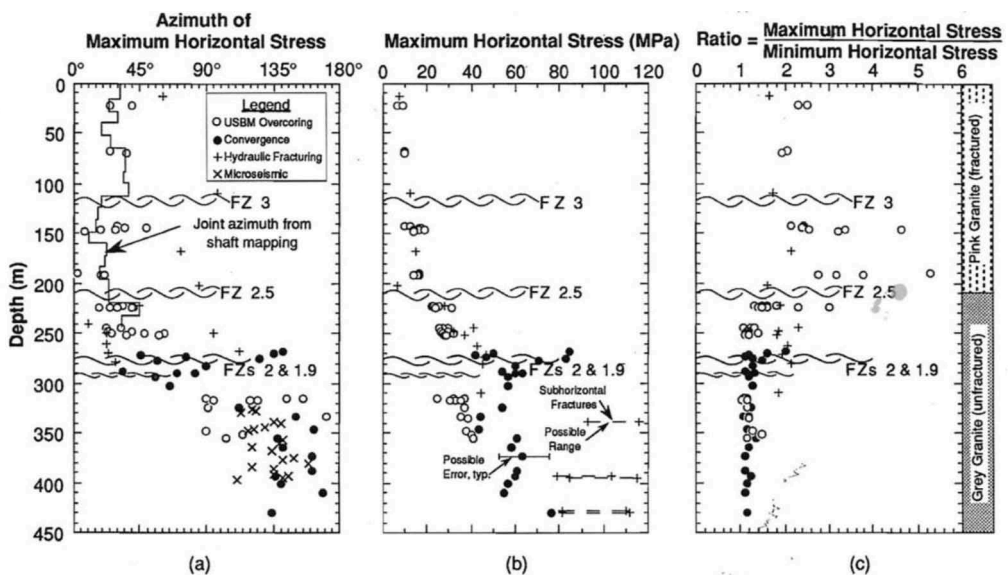 Azimuth of
Maximum Horizontal Stress
0 45° 90° 135° 180°
Legend
USBM Overcoring
Convergence
Hydraulic Fracturing
Microseismic
FZ 3
Joint azimuth from
shaft mapping
FZ 2.5
FZs 2 & 1.9
Depth (m)
0
50
100
150
200
250
300
350
400
450
(a)
Maximum Horizontal Stress (MPa)
0 20 40 60 80 100 120
FZ 3
FZ 2.5
FZs 2 & 1.9
Subhorizontal
Fractures
Possible
Range
Possible
Error, typ.
(b)
Ratio = Maximum Horizontal Stress
Minimum Horizontal Stress
0 1 2 3 4 5 6
FZ 3
FZ 2.5
FZs 2 & 1.9
Pink Granite (fractured)
Grey Granite (unfractured)
(c)